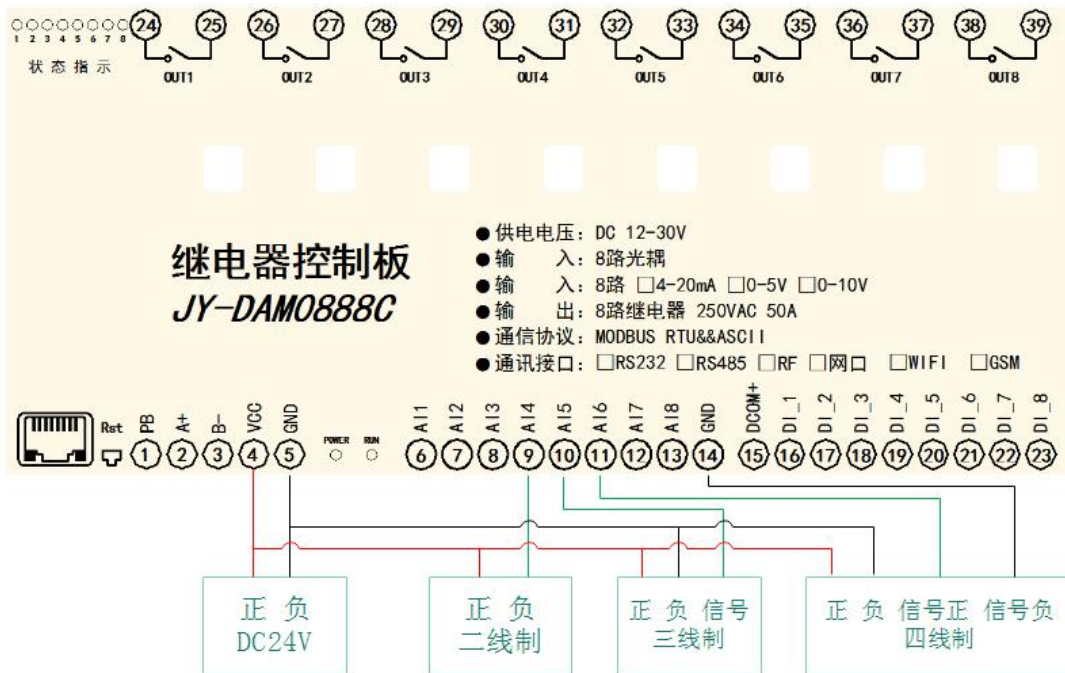 24 25 26 27 28 29 30 31 32 33 34 35 36 37 38 39
1 2 3 4 5 6 7 8
状态指示
OUT1 OUT2 OUT3 OUT4 OUT5 OUT6 OUT7 OUT8
继电器控制板
JY-DAM0888C
●供电电压：DC 12-30V
●输 入：8路光耦
●输 入：8路 □4-20mA □0-5V □0-10V
●输 出：8路继电器 250VAC 50A
●通信协议：MODBUS RTU&&ASCII
●通讯接口：□RS232 □RS485 □RF □网口 □WIFI □GSM
Rst PB A+ B- VCC GND POWER RUN AI1 AI2 AI3 AI4 AI5 AI6 AI7 AI8 GND DCOM+ DI_1 DI_2 DI_3 DI_4 DI_5 DI_6 DI_7 DI_8
1 2 3 4 5 6 7 8 9 10 11 12 13 14 15 16 17 18 19 20 21 22 23
正 负
DC24V
正 负
二线制
正 负 信号
三线制
正 负 信号正 信号负
四线制